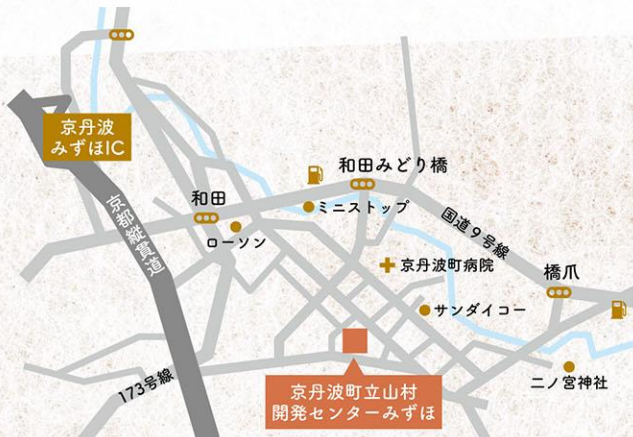 京丹波
みずほIC
和田みどり橋
和田
ミニストップ
ローソン
国道9号線
京都縦貫道
京丹波町病院
橋爪
サンダイコー
173号線
二ノ宮神社
京丹波町立山村
開発センターみずほ